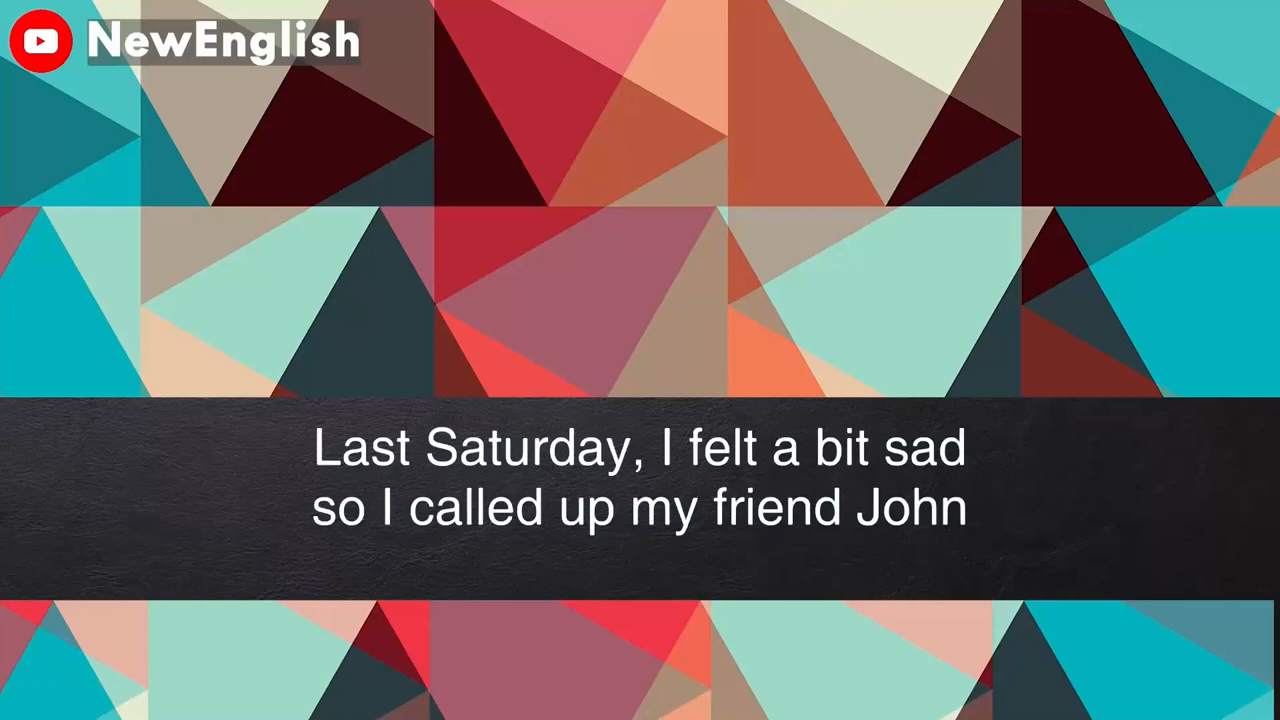 NewEnglish
Last Saturday, I felt a bit sad
so I called up my friend John